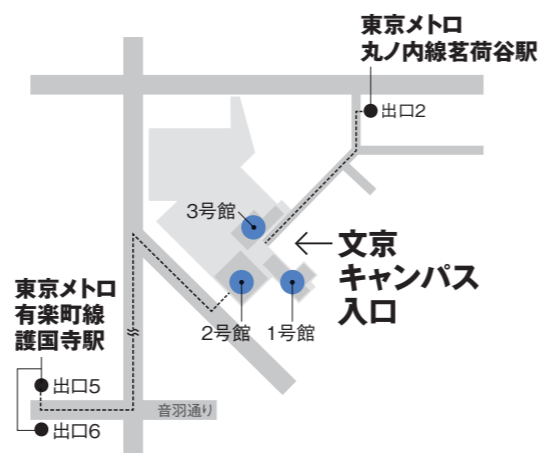 東京メトロ
丸ノ内線茗荷谷駅
出口2
3号館
文京
キャンパス
入口
東京メトロ
有楽町線
護国寺駅
2号館
1号館
出口5
音羽通り
出口6